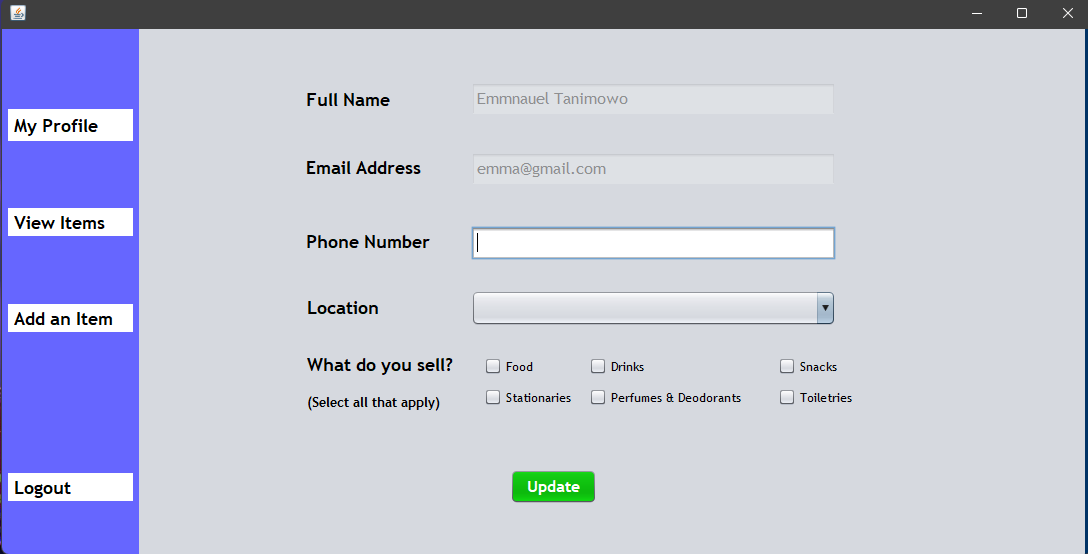 My Profile
View Items
Add an Item
Logout
Full Name
Emmnauel Tanimowo
Email Address
emma@gmail.com
Phone Number
Location
What do you sell?
(Select all that apply)
Food
Drinks
Snacks
Stationaries
Perfumes & Deodorants
Toiletries
Update